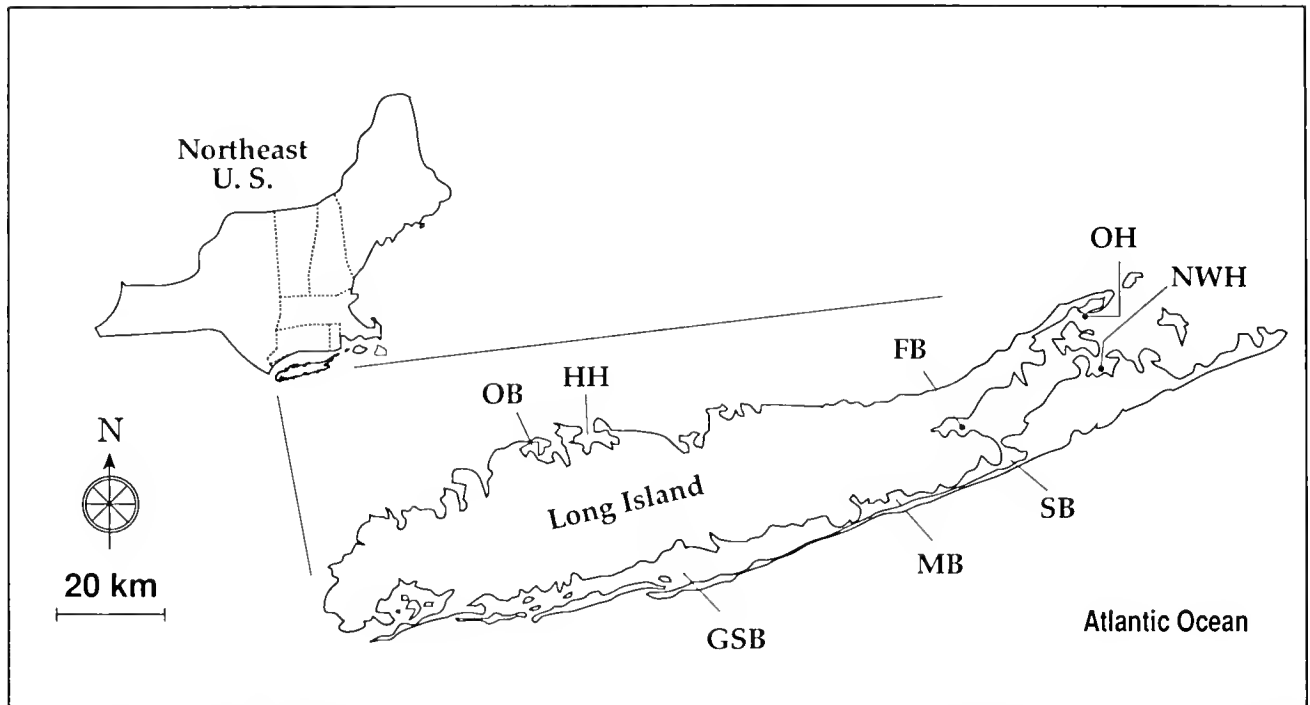 Northeast
U. S.
OH
NWH
FB
HH
OB
N
Long Island
SB
MB
20 km
GSB
Atlantic Ocean